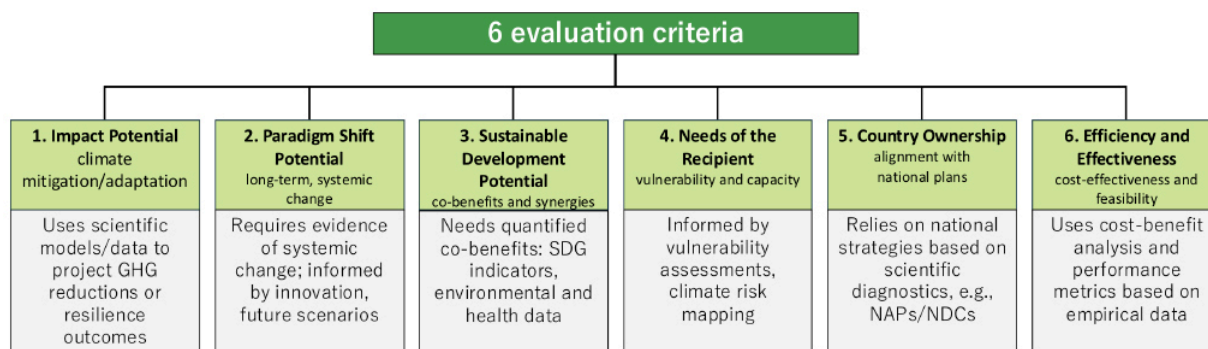 6 evaluation criteria
1. Impact Potential
climate
mitigation/adaptation
Uses scientific
models/data to
project GHG
reductions or
resilience
outcomes
2. Paradigm Shift
Potential
long-term, systemic
change
Requires evidence
of systemic
change; informed
by innovation,
future scenarios
3. Sustainable
Development
Potential
co-benefits and synergies
Needs quantified
co-benefits: SDG
indicators,
environmental and
health data
4. Needs of the
Recipient
vulnerability and capacity
Informed by
vulnerability
assessments,
climate risk
mapping
5. Country Ownership
alignment with
national plans
Relies on national
strategies based on
scientific
diagnostics, e.g.,
NAPs/NDCs
6. Efficiency and
Effectiveness
cost-effectiveness and
feasibility
Uses cost-benefit
analysis and
performance
metrics based on
empirical data